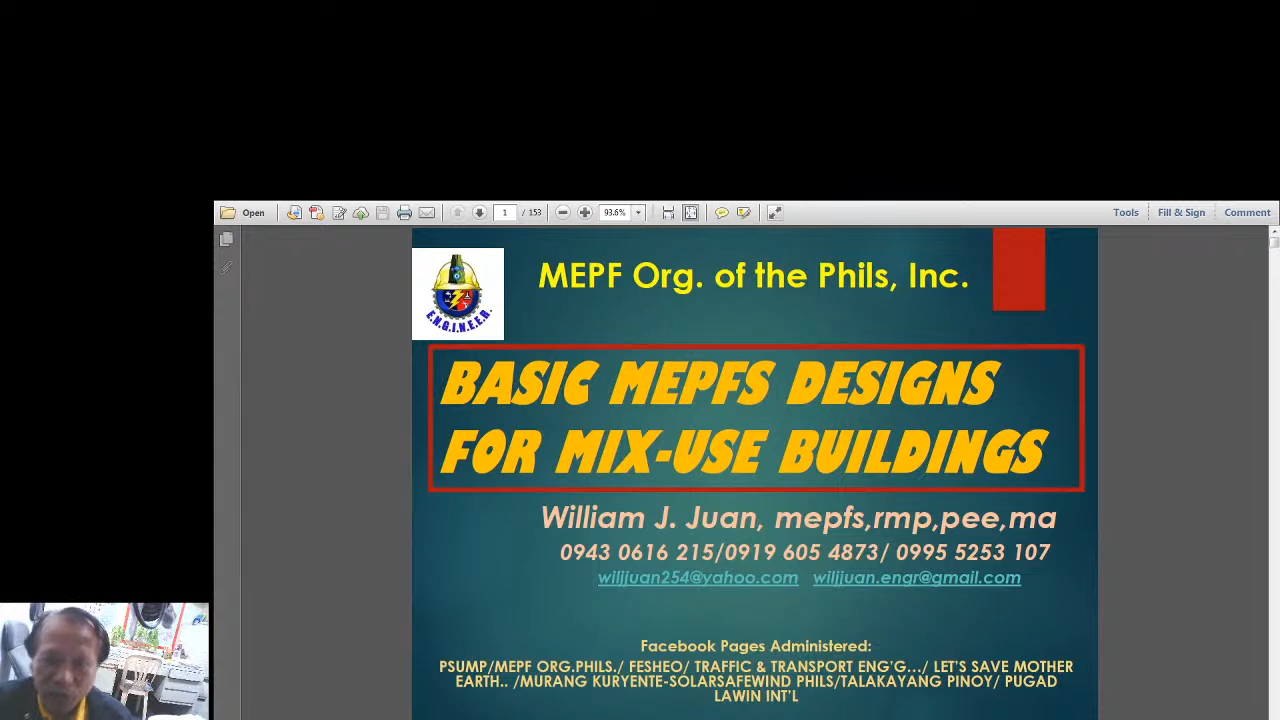 Open
1 / 153
93.6%
Tools
Fill & Sign
Comment
E.N.G.I.N.E.E.R.
MEPF Org. of the Phils, Inc.
BASIC MEPFS DESIGNS
FOR MIX-USE BUILDINGS
William J. Juan, mepfs,rmp,pee,ma
0943 0616 215/0919 605 4873/ 0995 5253 107
wiljjuan254@yahoo.com wiljjuan.engr@gmail.com
Facebook Pages Administered:
PSUMP/MEPF ORG.PHILS./ FESHEO/ TRAFFIC & TRANSPORT ENG'G…/ LET'S SAVE MOTHER
EARTH.. /MURANG KURYENTE-SOLARSAFEWIND PHILS/TALAKAYANG PINOY/ PUGAD
LAWIN INT'L